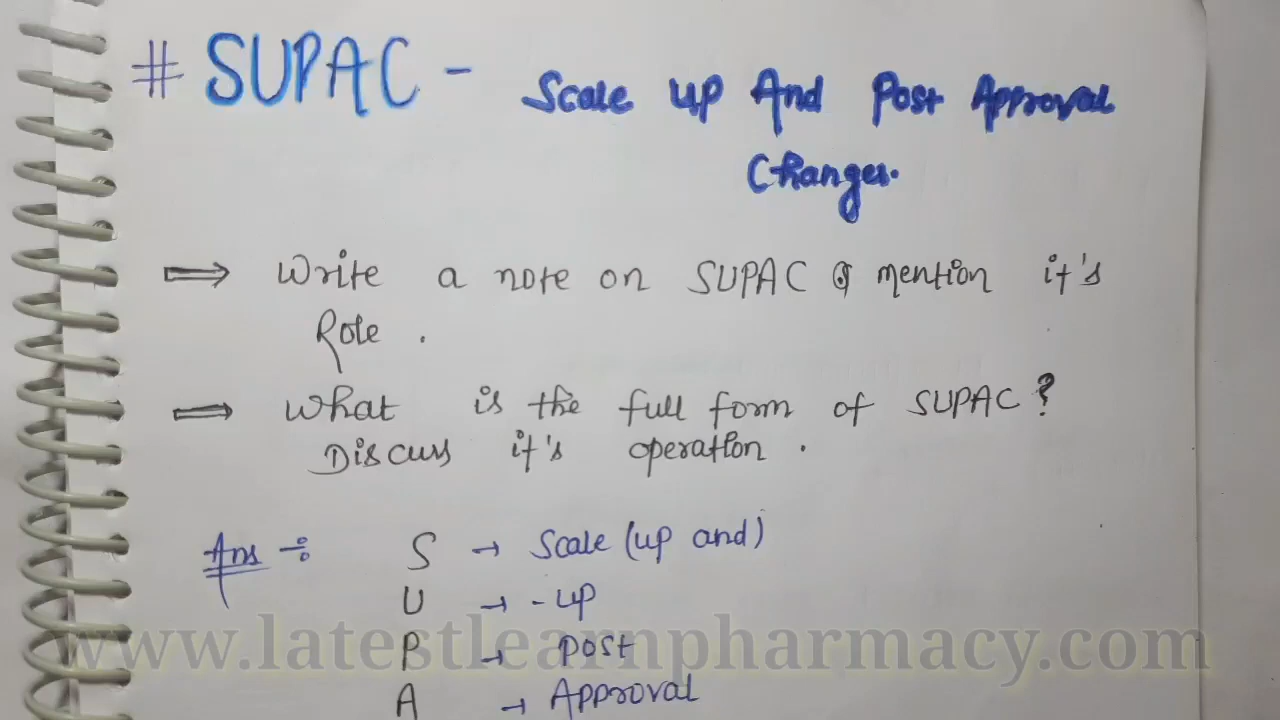 # SUPAC - Scale Up And Post Approval
Changes.
⇒ Write a note on SUPAC & mention it's
Role.
⇒ What is the full form of SUPAC?
Discuss it's operation.
Ans ÷ S → Scale (up and)
U → - up
P → post
A → Approval
www.latestlearnpharmacy.com